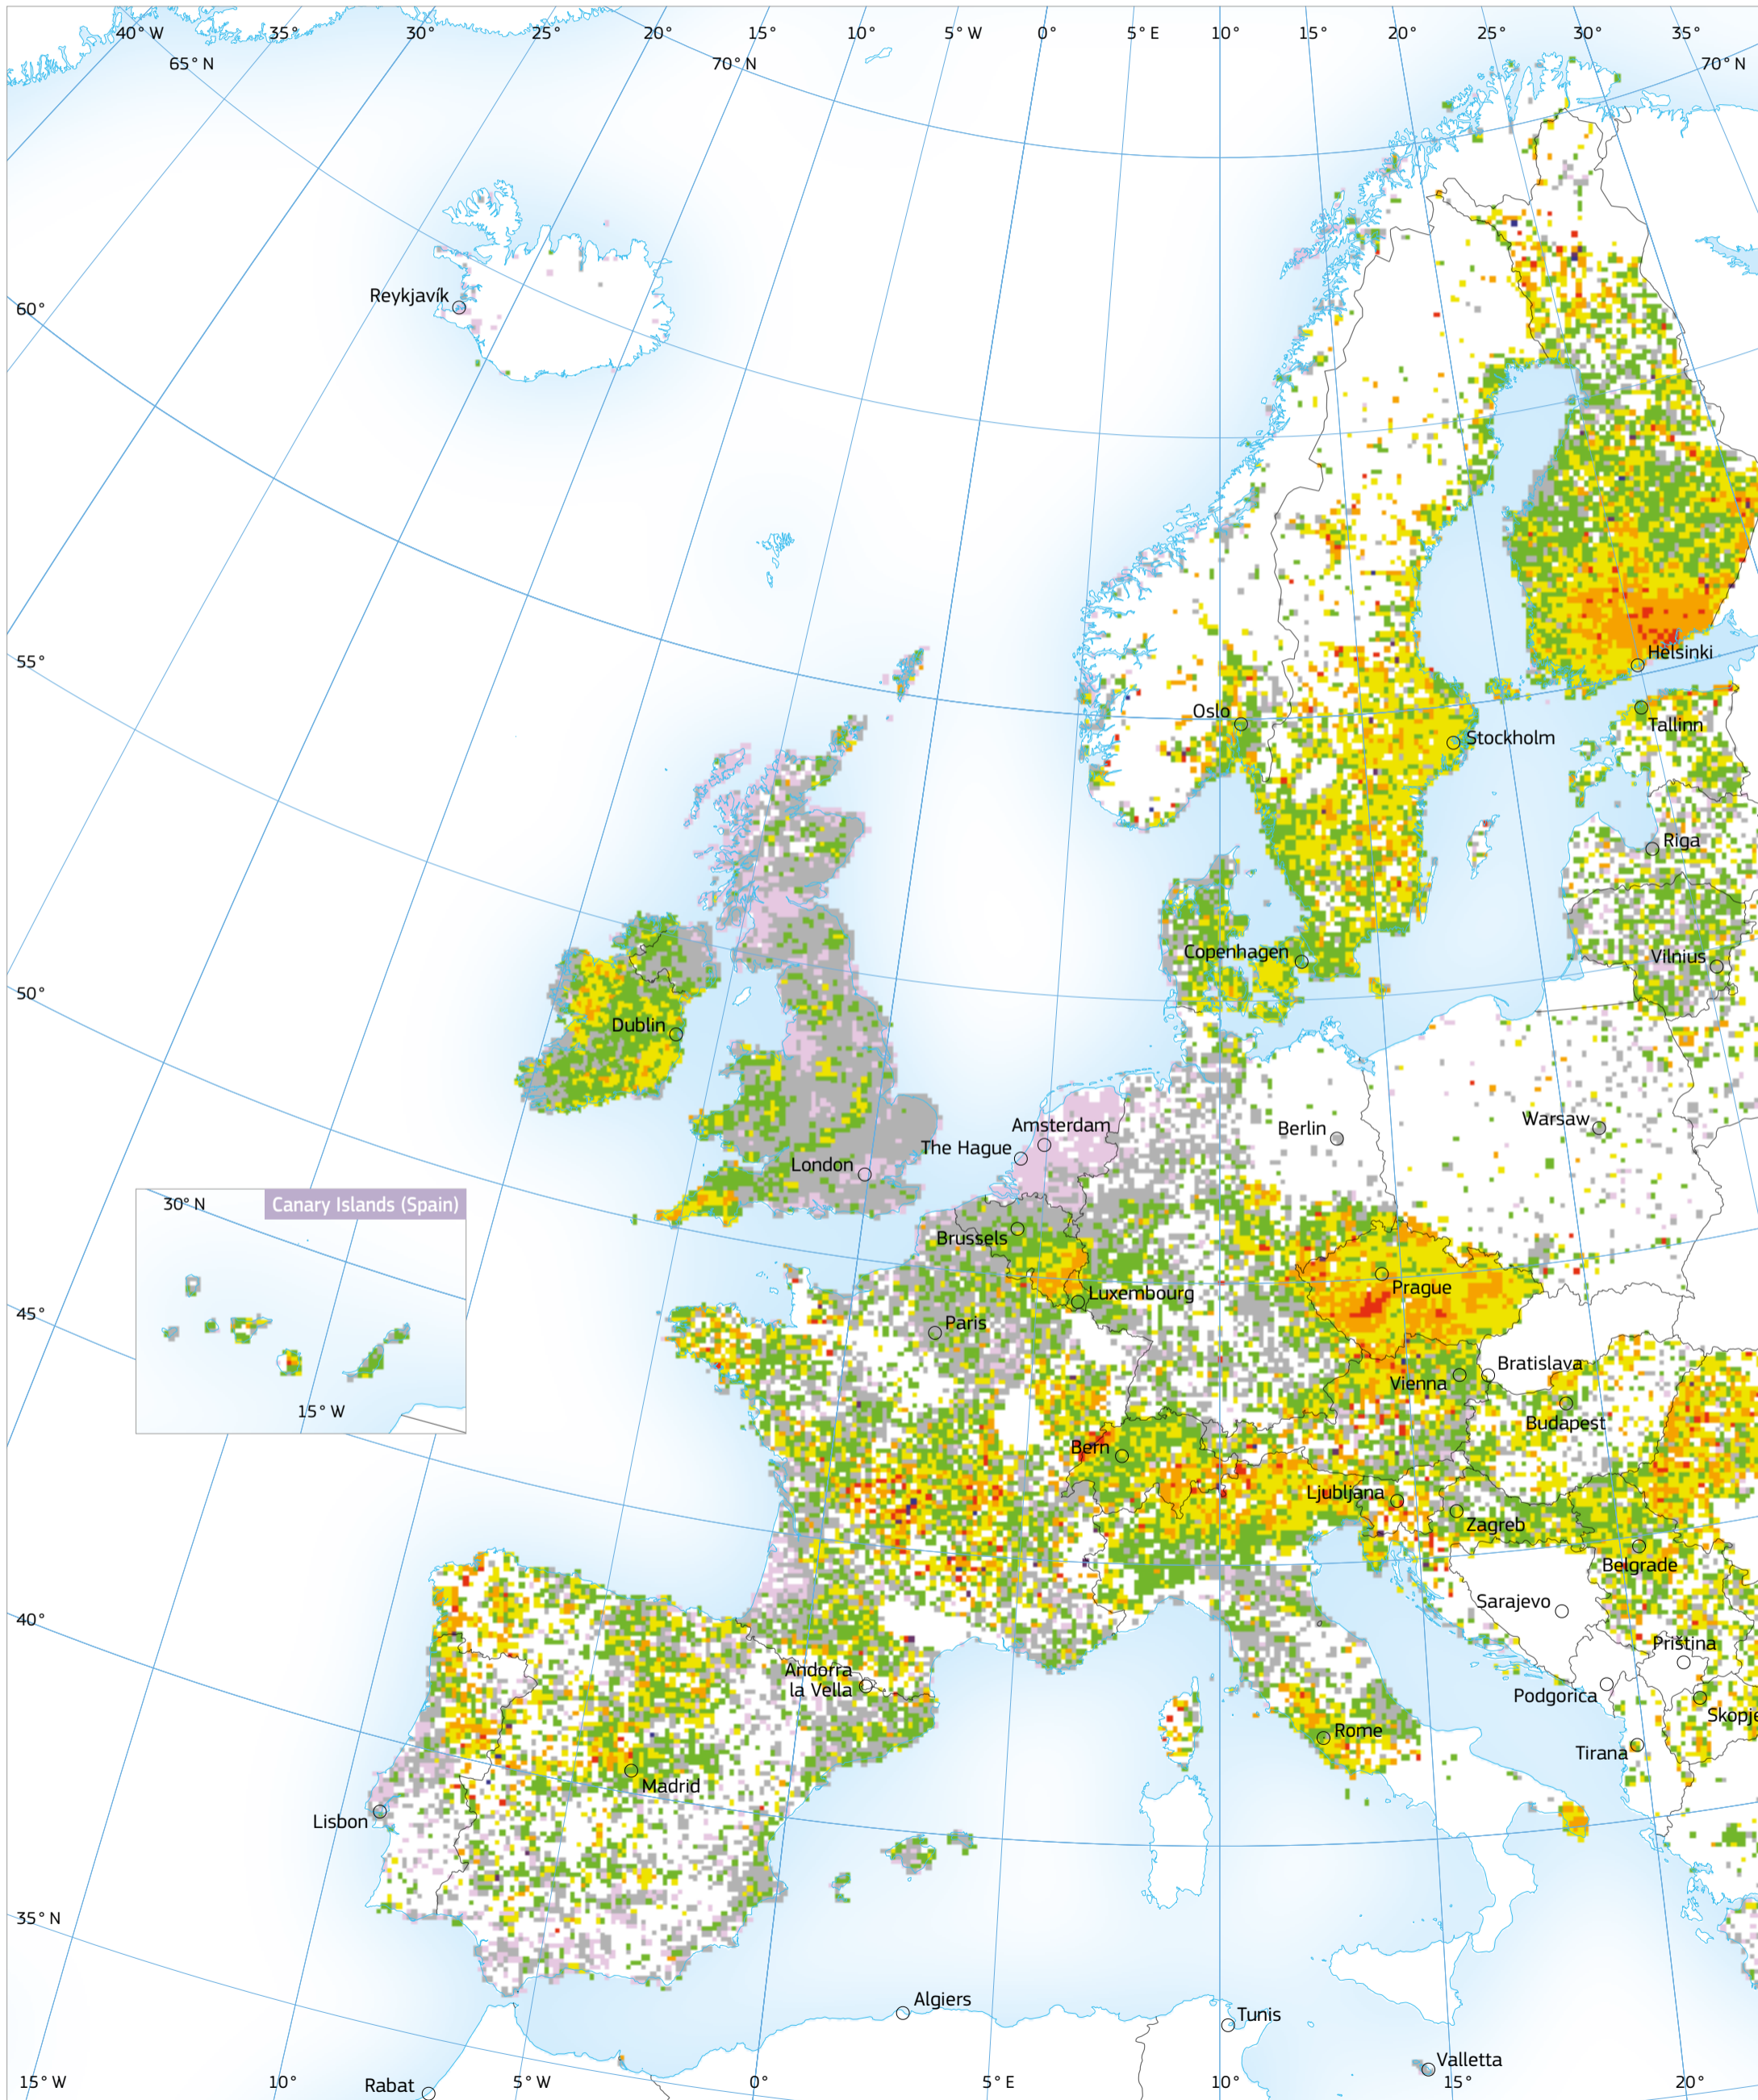 40° W
35°
30°
25°
20°
15°
10°
5° W
0°
5° E
10°
15°
20°
25°
30°
35°
65° N
70° N
70° N
Reykjavík
60°
Helsinki
Tallinn
55°
Oslo
Stockholm
Riga
Copenhagen
Vilnius
50°
Dublin
Amsterdam
Warsaw
Berlin
The Hague
London
30° N
Canary Islands (Spain)
Brussels
Prague
Luxembourg
45°
Paris
Bratislava
Vienna
15° W
Budapest
Bern
Ljubljana
Zagreb
Belgrade
Sarajevo
40°
Priština
Andorra
la Vella
Podgorica
Skopje
Rome
Tirana
Madrid
Lisbon
35° N
Algiers
Tunis
Valletta
15° W
10°
Rabat
5° W
0°
5° E
10°
15°
20°